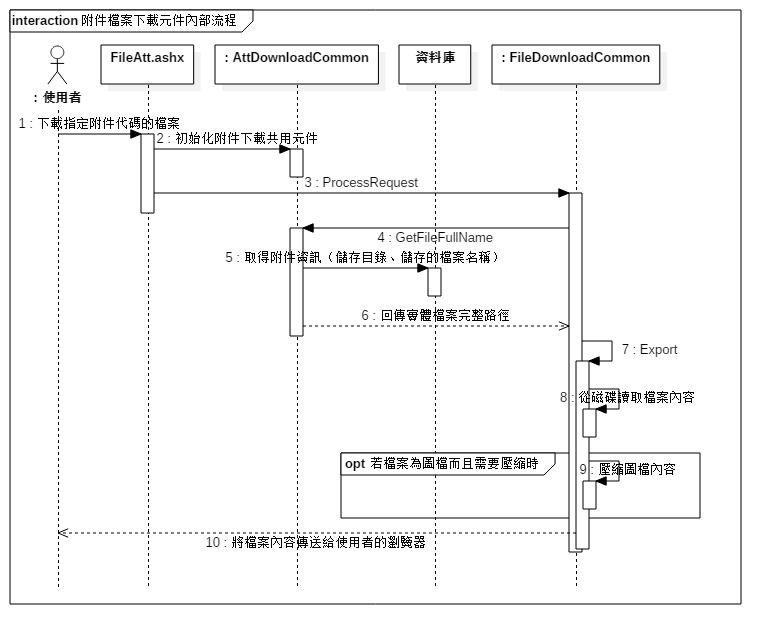 interaction 附件檔案下載元件內部流程
FileAtt.ashx
: AttDownloadCommon
資料庫
: FileDownloadCommon
: 使用者
1 : 下載指定附件代碼的檔案
2 : 初始化附件下載共用元件
3 : ProcessRequest
4 : GetFileFullName
5 : 取得附件資訊（儲存目錄、儲存的檔案名稱）
6 : 回傳實體檔案完整路徑
7 : Export
8 : 從磁碟讀取檔案內容
opt 若檔案為圖檔而且需要壓縮時
9 : 壓縮圖檔內容
10 : 將檔案內容傳送給使用者的瀏覽器